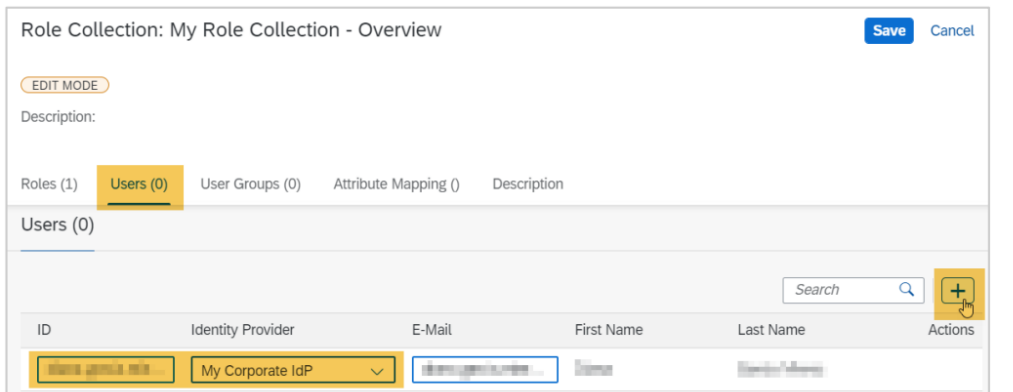 Role Collection: My Role Collection - Overview Save Cancel
EDIT MODE
Description:
Roles (1) Users (0) User Groups (0) Attribute Mapping () Description
Users (0)
Search
ID Identity Provider E-Mail First Name Last Name Actions
My Corporate IdP